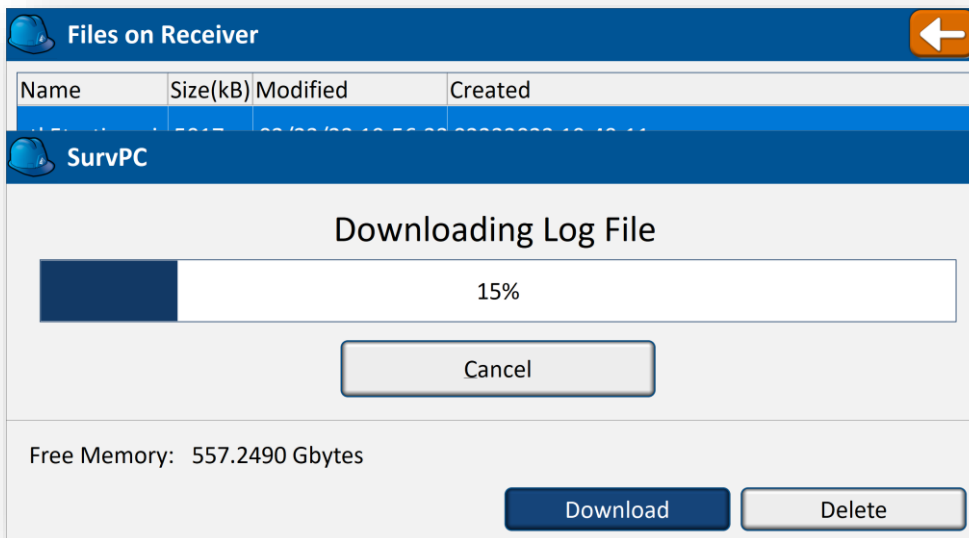 Files on Receiver
Name Size(kB) Modified Created
SurvPC
Downloading Log File
15%
Cancel
Free Memory: 557.2490 Gbytes
Download Delete